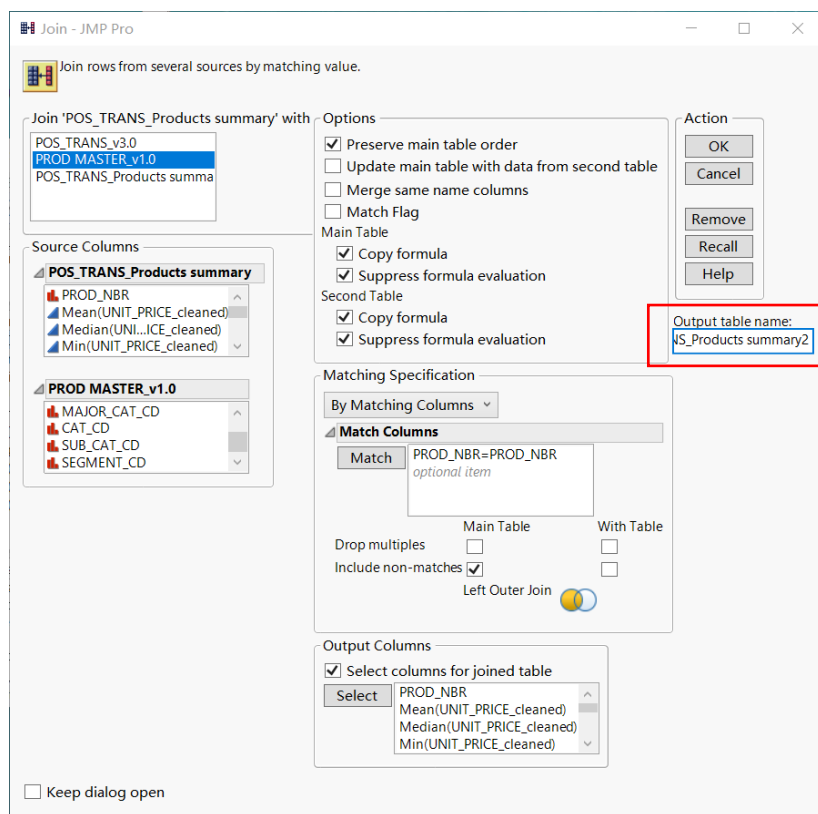 Join - JMP Pro
Join rows from several sources by matching value.
Join 'POS_TRANS_Products summary' with
POS_TRANS_v3.0
PROD MASTER_v1.0
POS_TRANS_Products summa
Source Columns
POS_TRANS_Products summary
PROD_NBR
Mean(UNIT_PRICE_cleaned)
Median(UNI...ICE_cleaned)
Min(UNIT_PRICE_cleaned)
PROD MASTER_v1.0
MAJOR_CAT_CD
CAT_CD
SUB_CAT_CD
SEGMENT_CD
Options
Preserve main table order
Update main table with data from second table
Merge same name columns
Match Flag
Main Table
Copy formula
Suppress formula evaluation
Second Table
Copy formula
Suppress formula evaluation
Matching Specification
By Matching Columns
Match Columns
Match
PROD_NBR=PROD_NBR
optional item
Main Table With Table
Drop multiples
Include non-matches
Left Outer Join
Output Columns
Select columns for joined table
Select
PROD_NBR
Mean(UNIT_PRICE_cleaned)
Median(UNIT_PRICE_cleaned)
Min(UNIT_PRICE_cleaned)
Action
OK
Cancel
Remove
Recall
Help
Output table name:
NS_Products summary2
Keep dialog open